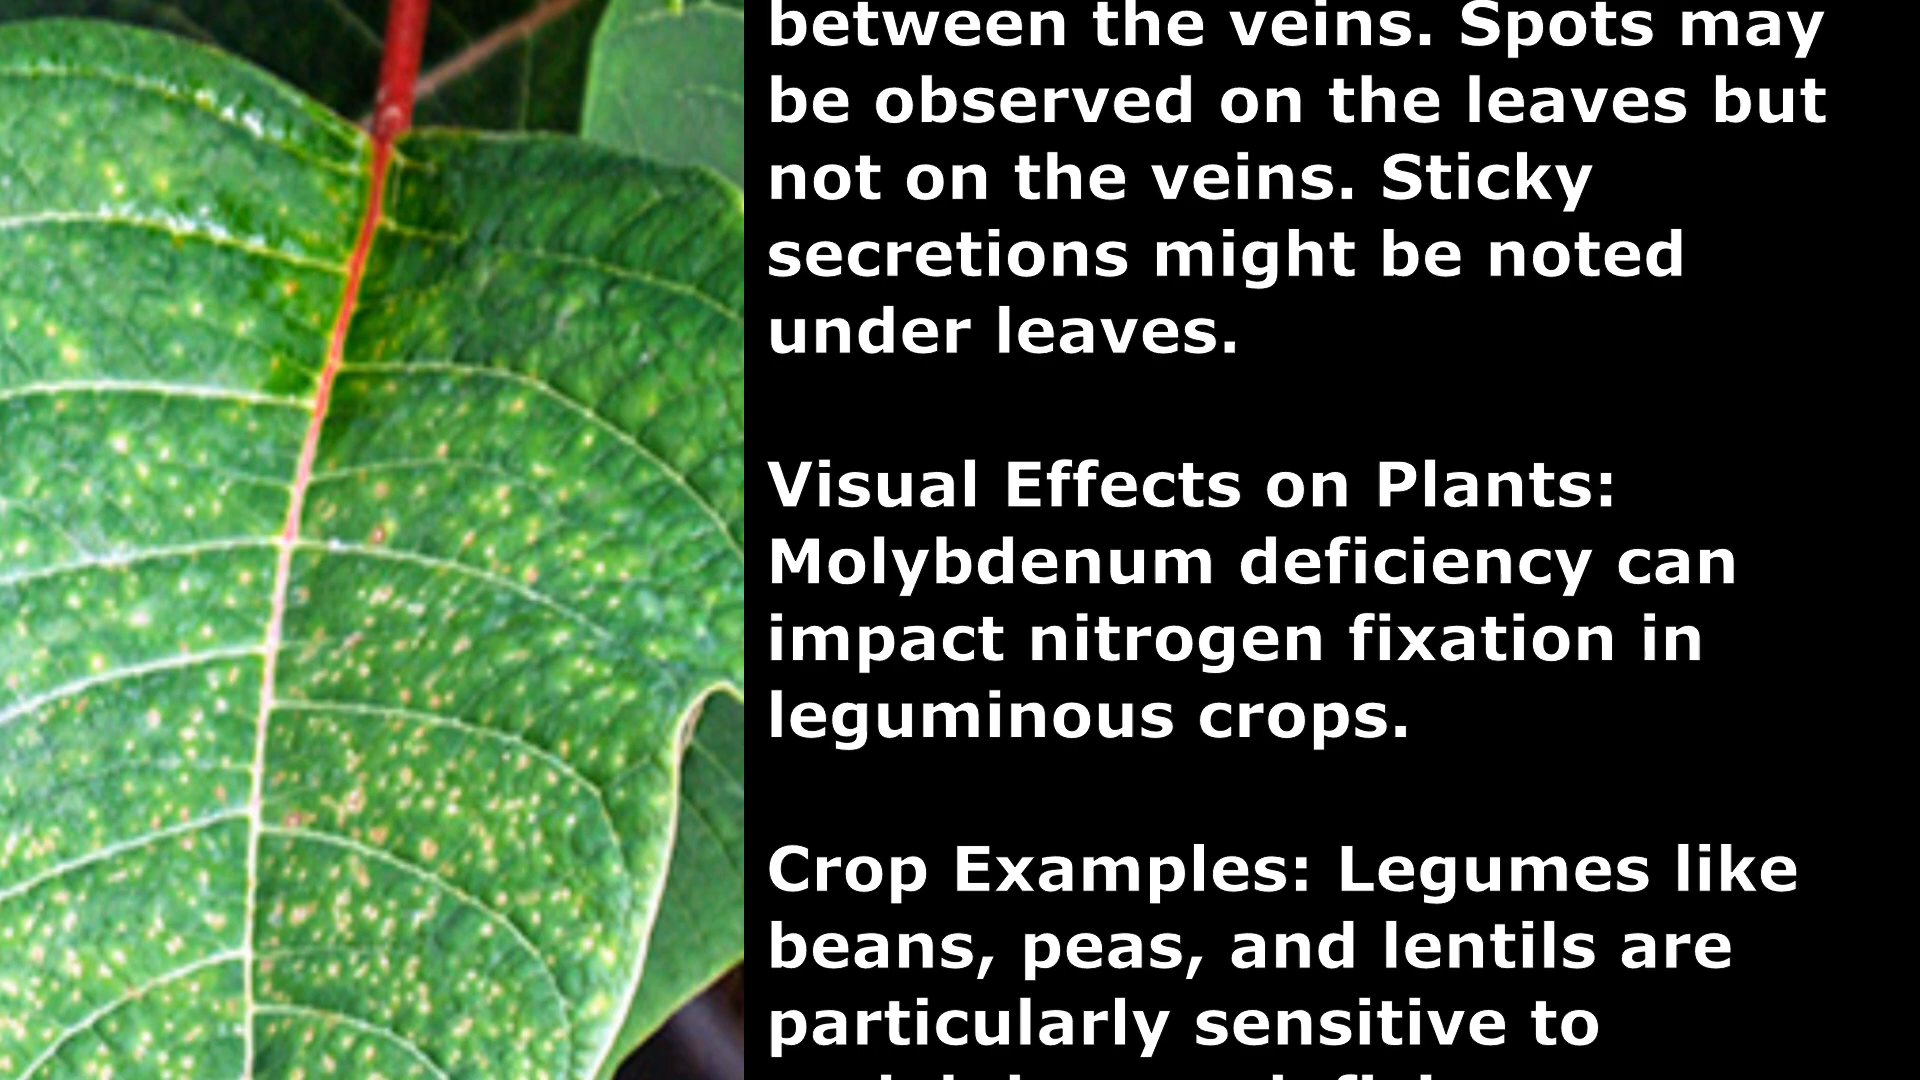 between the veins. Spots may
be observed on the leaves but
not on the veins. Sticky
secretions might be noted
under leaves.
Visual Effects on Plants:
Molybdenum deficiency can
impact nitrogen fixation in
leguminous crops.
Crop Examples: Legumes like
beans, peas, and lentils are
particularly sensitive to